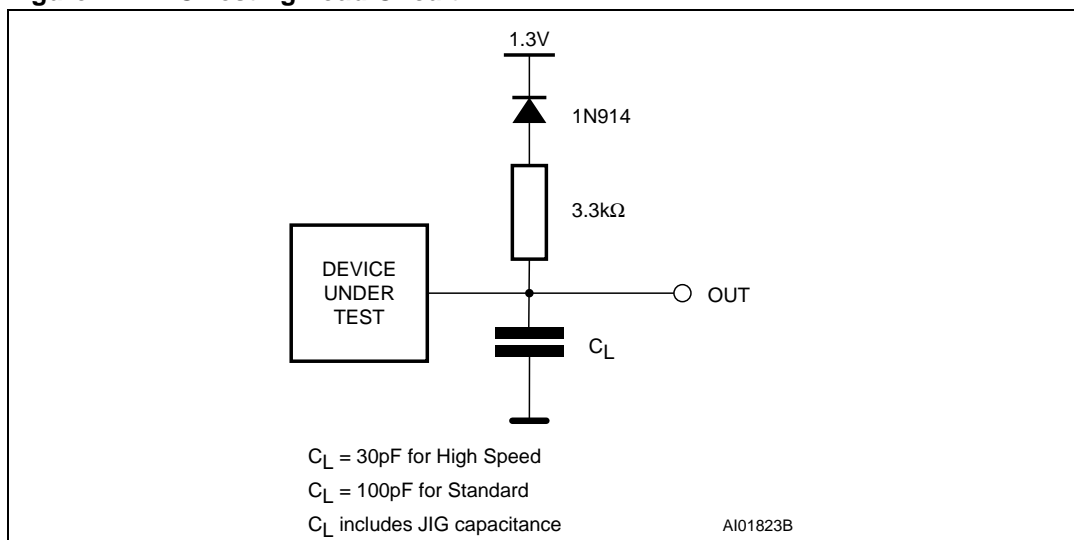 1.3V
1N914
3.3kΩ
DEVICE
UNDER
TEST
OUT
CL
CL = 30pF for High Speed
CL = 100pF for Standard
CL includes JIG capacitance
AI01823B